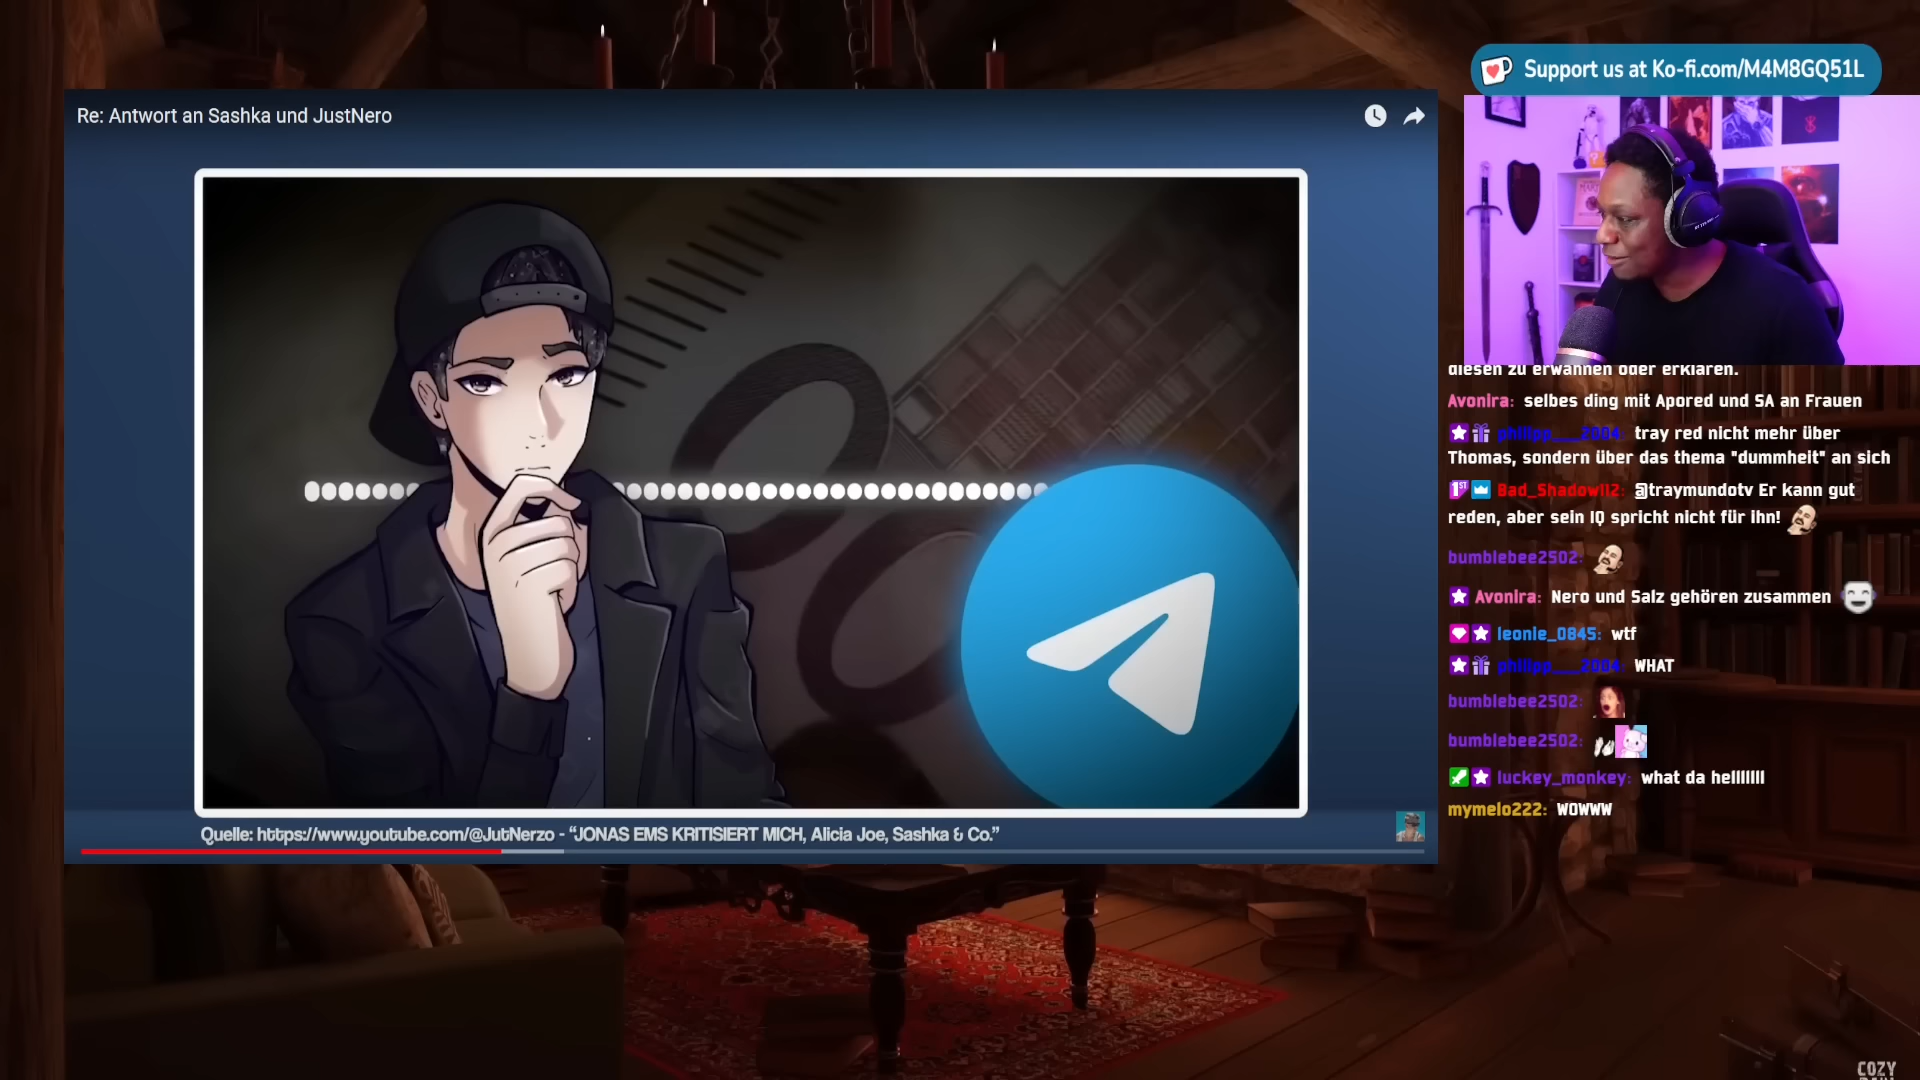 Support us at Ko-fi.com/M4M8GQ51L
Re: Antwort an Sashka und JustNero
Quelle: https://www.youtube.com/@JutNerzo - “JONAS EMS KRITISIERT MICH, Alicia Joe, Sashka & Co.”
diesen zu erwähnen oder erklären.
Avonira: selbes ding mit Apored und SA an Frauen
philipp___2004: tray red nicht mehr über
Thomas, sondern über das thema "dummheit" an sich
Bad_Shadow112: @traymundotv Er kann gut
reden, aber sein IQ spricht nicht für ihn!
bumblebee2502:
Avonira: Nero und Salz gehören zusammen
leonie_0845: wtf
philipp___2004: WHAT
bumblebee2502:
bumblebee2502:
luckey_monkey: what da helllllll
mymelo222: WOWWW
COZY